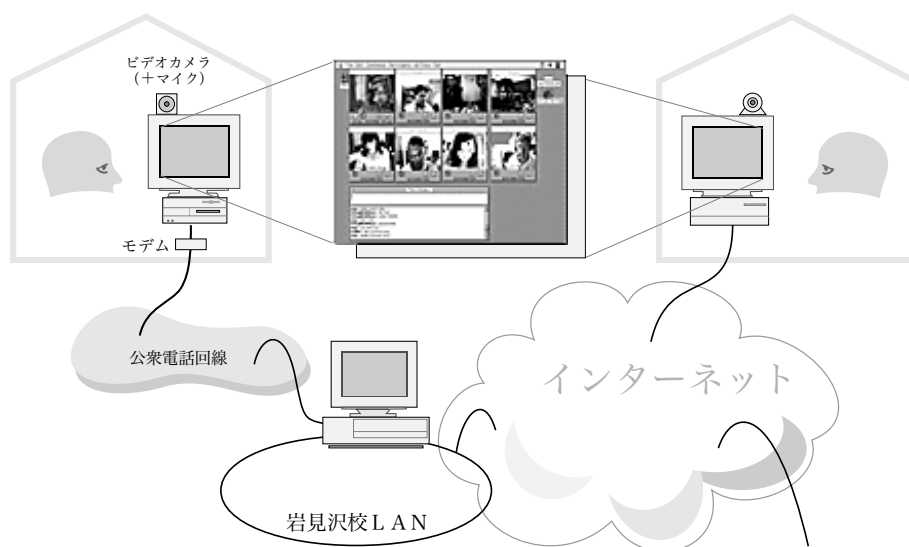 ビデオカメラ
(＋マイク)
モデム
公衆電話回線
インターネット
岩見沢校ＬＡＮ